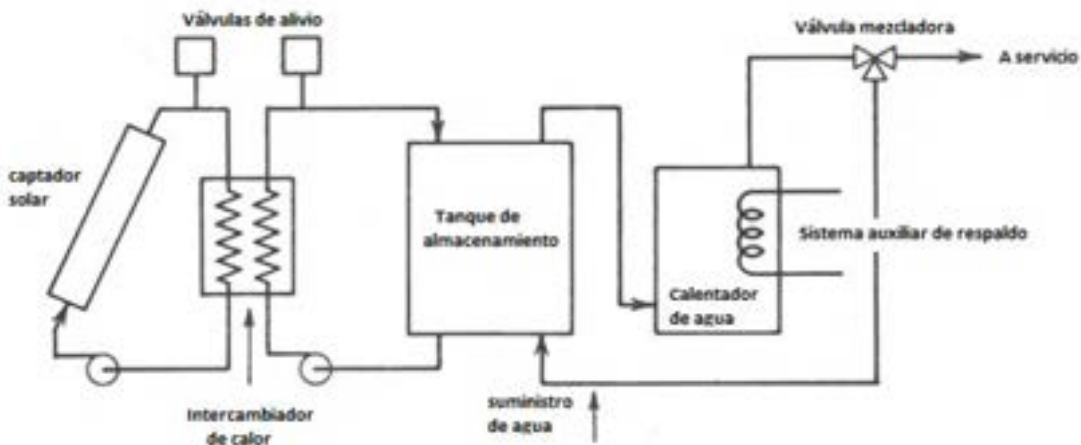 Válvulas de alivio
Válvula mezcladora
A servicio
captador
solar
Tanque de
almacenamiento
Sistema auxiliar de respaldo
Calentador
de agua
Intercambiador
de calor
suministro
de agua